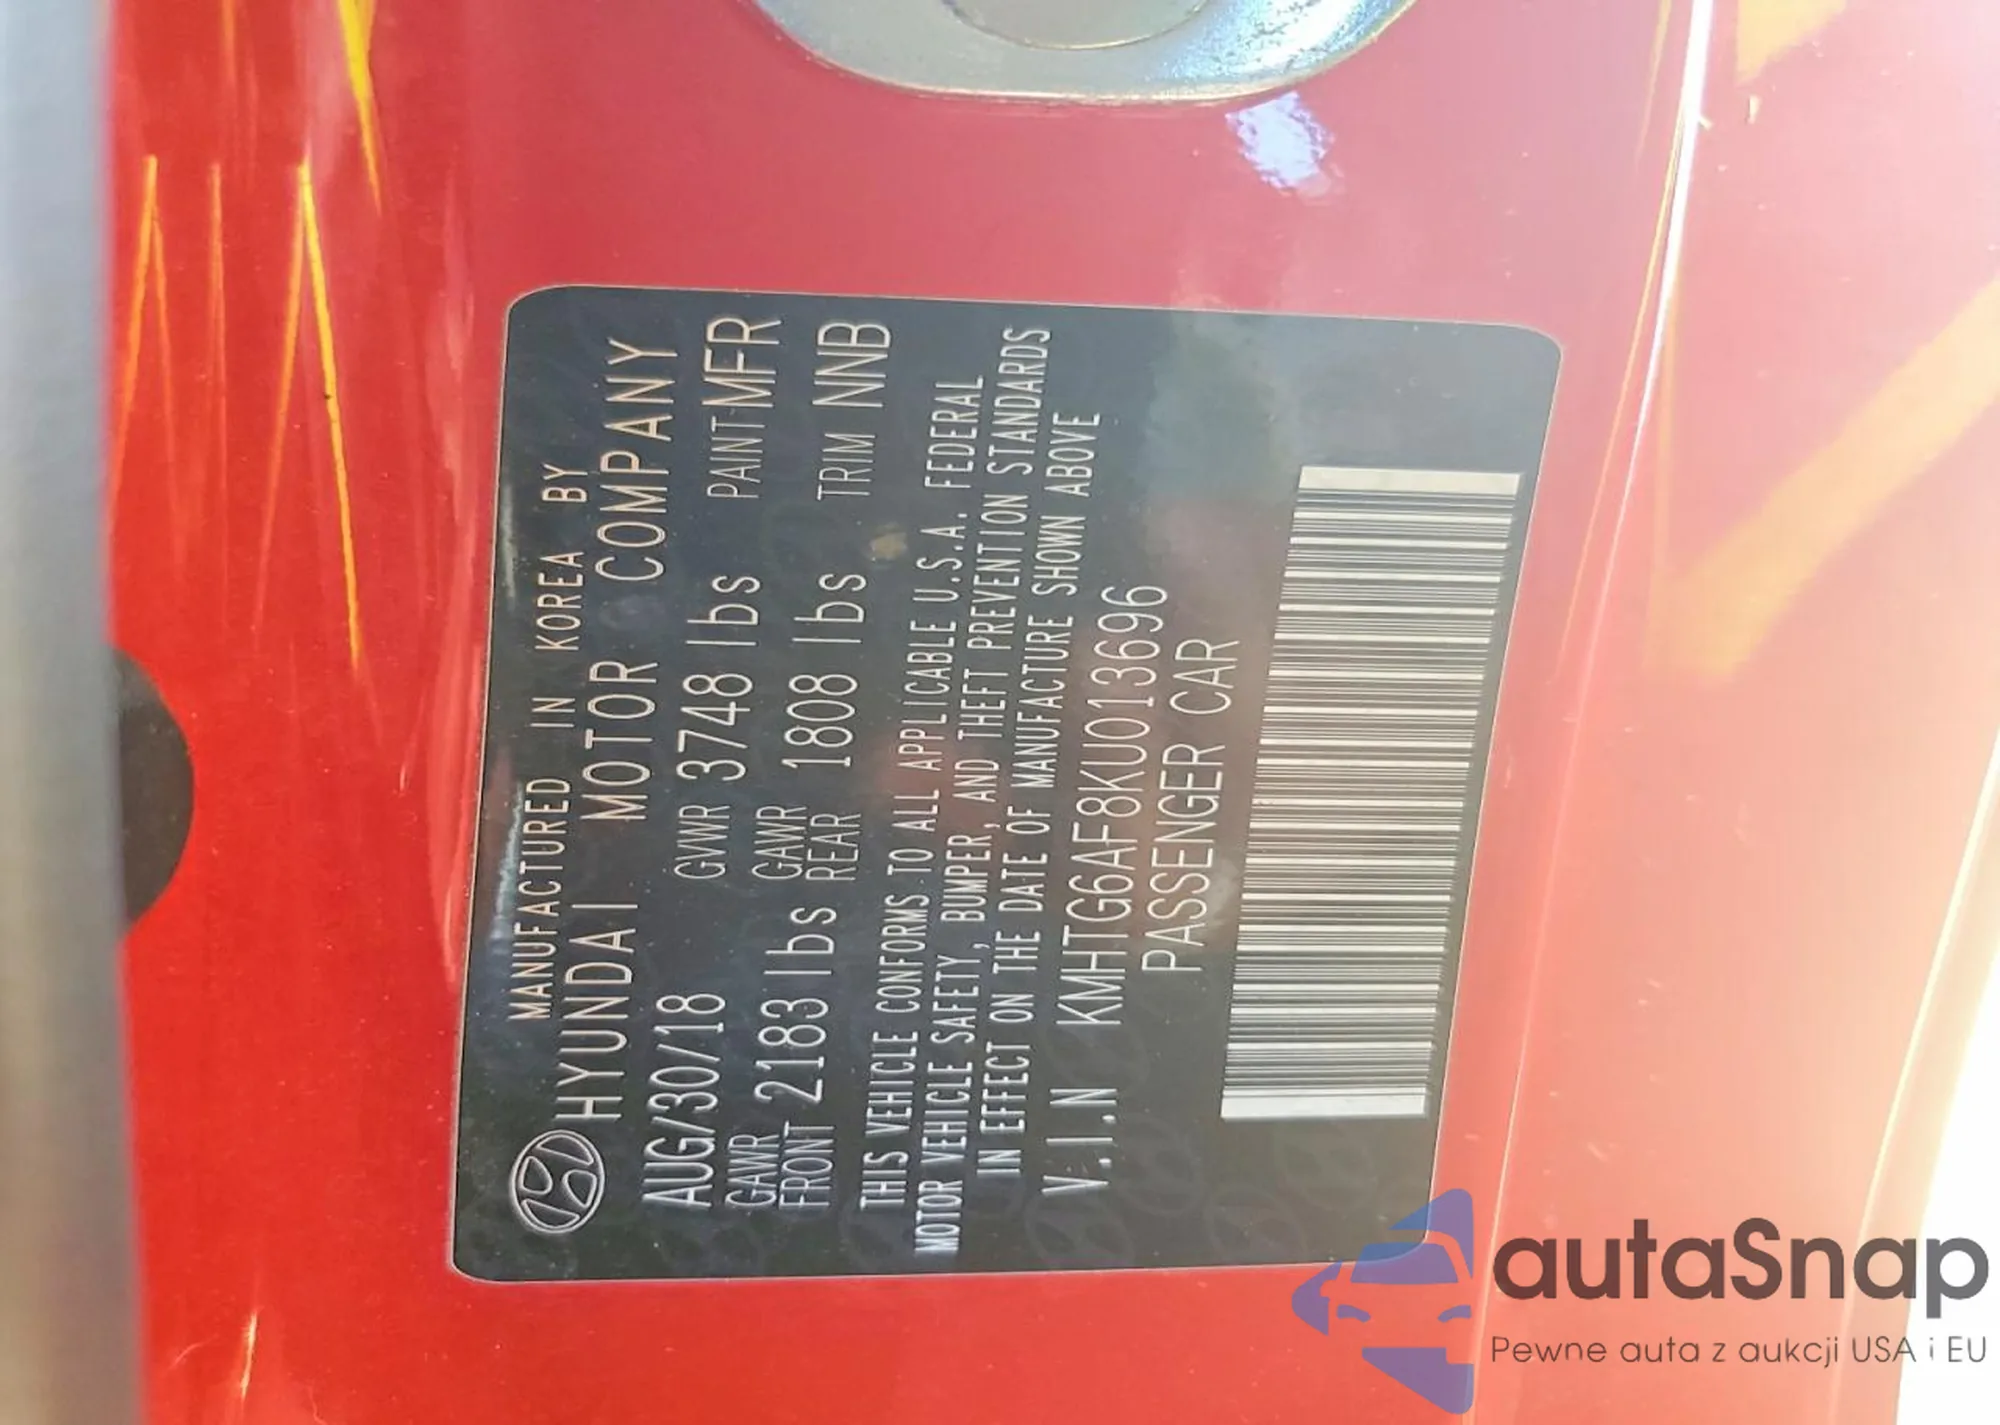 MANUFACTURED IN KOREA BY
HYUNDAI MOTOR COMPANY
AUG/30/18 GVWR 3748 lbs PAINT MFR
GAWR FRONT 2183 lbs GAWR REAR 1808 lbs TRIM NNB
THIS VEHICLE CONFORMS TO ALL APPLICABLE U.S.A. FEDERAL
MOTOR VEHICLE SAFETY, BUMPER, AND THEFT PREVENTION STANDARDS
IN EFFECT ON THE DATE OF MANUFACTURE SHOWN ABOVE
V.I.N KMHTG6AF8KU013696
PASSENGER CAR
autaSnap
Pewne auta z aukcji USA i EU